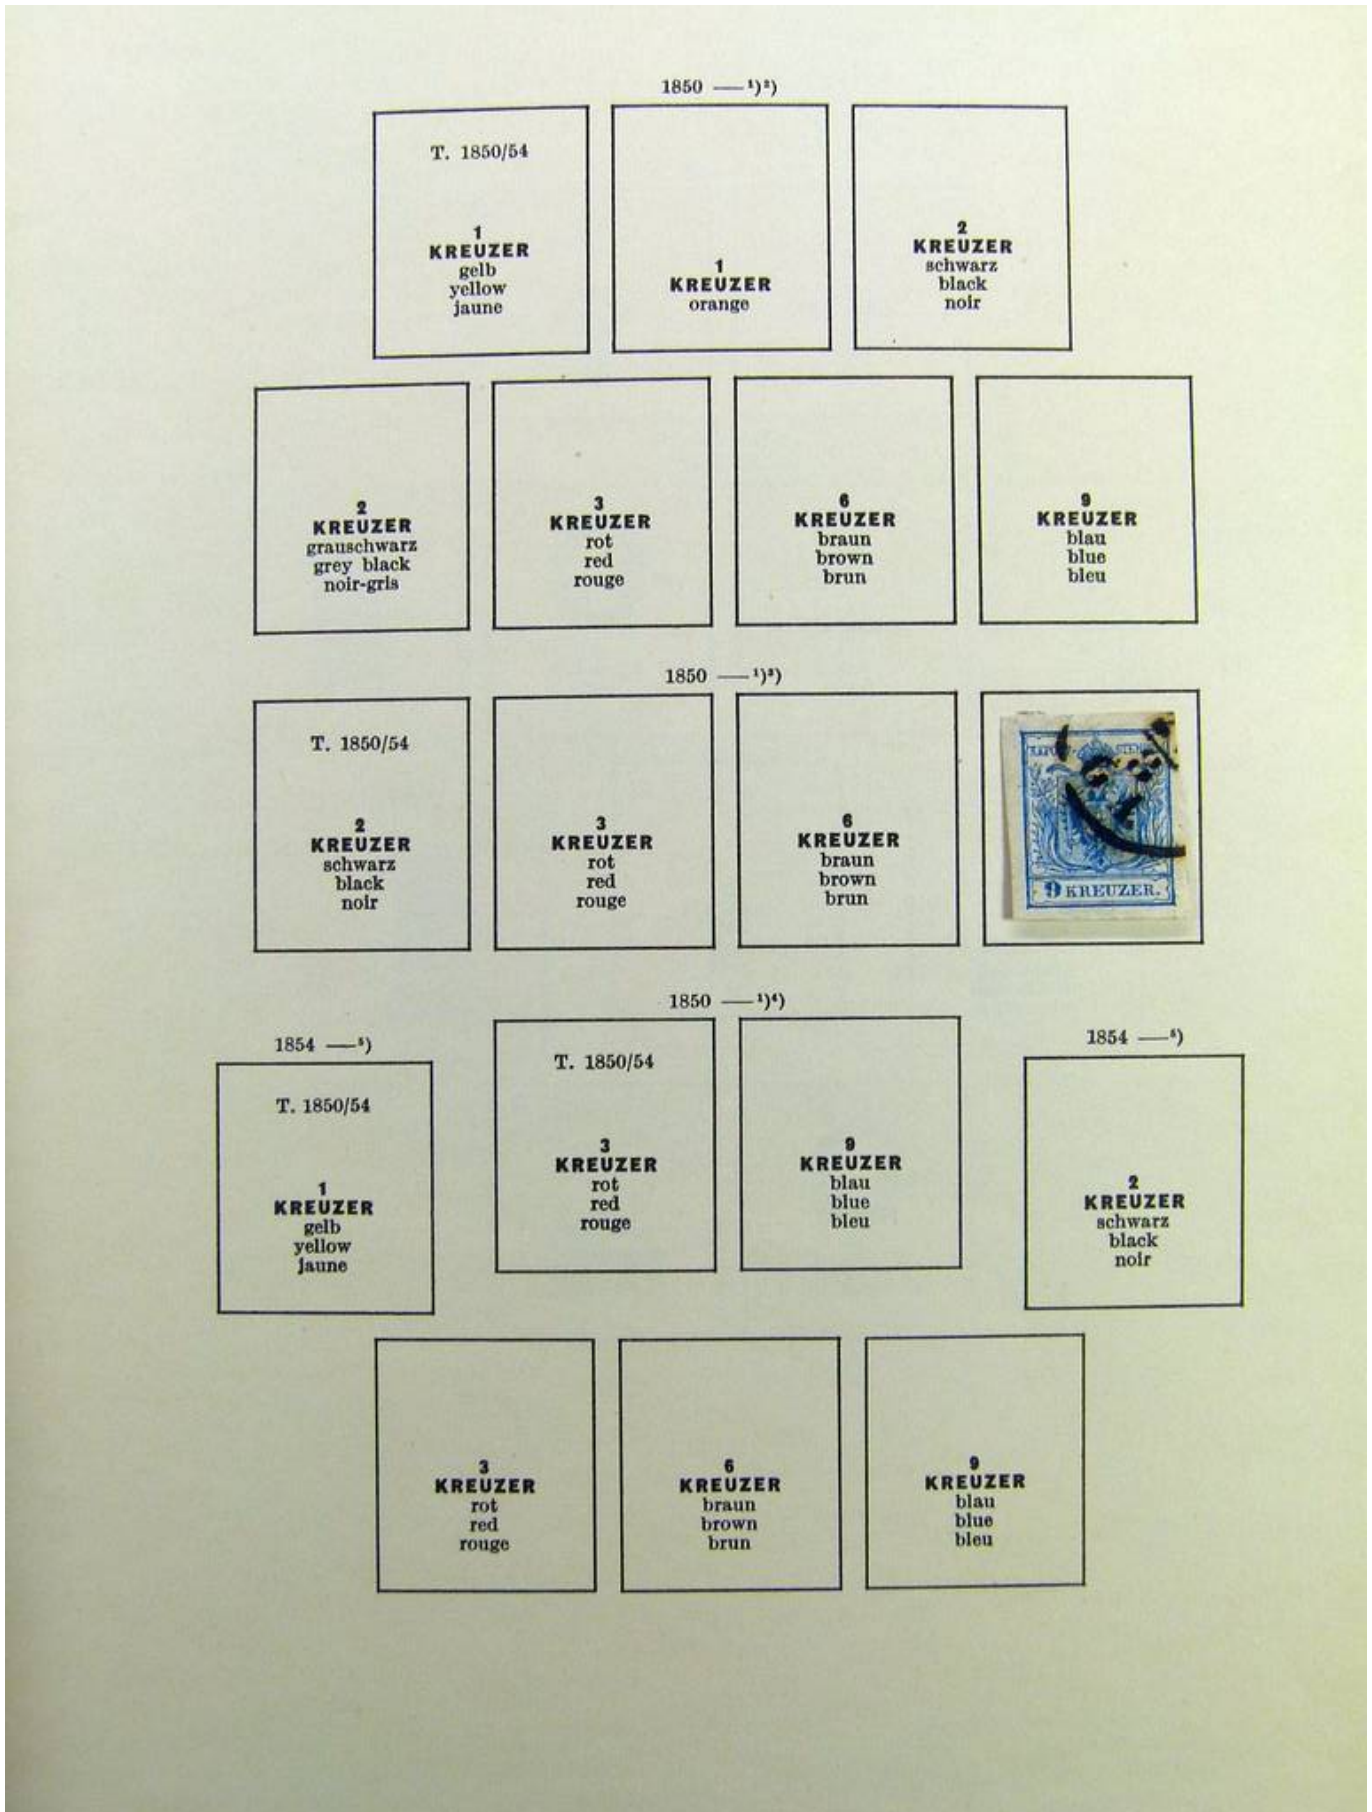 1850 — ¹)²)
T. 1850/54
1
KREUZER
gelb
yellow
jaune
1
KREUZER
orange
2
KREUZER
schwarz
black
noir
2
KREUZER
grauschwarz
grey black
noir-gris
3
KREUZER
rot
red
rouge
6
KREUZER
braun
brown
brun
9
KREUZER
blau
blue
bleu
1850 — ¹)³)
T. 1850/54
2
KREUZER
schwarz
black
noir
3
KREUZER
rot
red
rouge
6
KREUZER
braun
brown
brun
9 KREUZER.
1850 — ¹)⁴)
1854 — ⁵)
T. 1850/54
1
KREUZER
gelb
yellow
jaune
T. 1850/54
3
KREUZER
rot
red
rouge
9
KREUZER
blau
blue
bleu
1854 — ⁵)
2
KREUZER
schwarz
black
noir
3
KREUZER
rot
red
rouge
6
KREUZER
braun
brown
brun
9
KREUZER
blau
blue
bleu